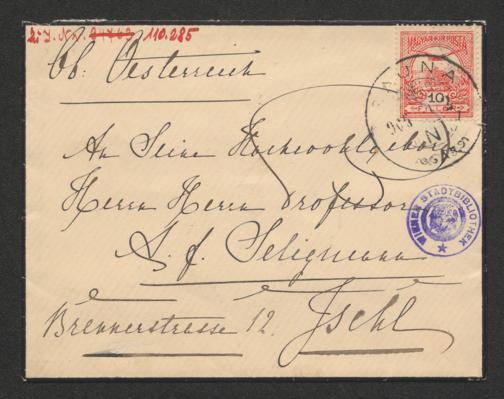 z. J. Nr. 110.285
Ob. Oesterreich
An Seine Hochwohlgeboren
Herrn Herrn Professor
A. F. Seligmann
Brennerstrasse 12. Ischl
MAGYAR KIR. POSTA
10
WIENER STADTBIBLIOTHEK